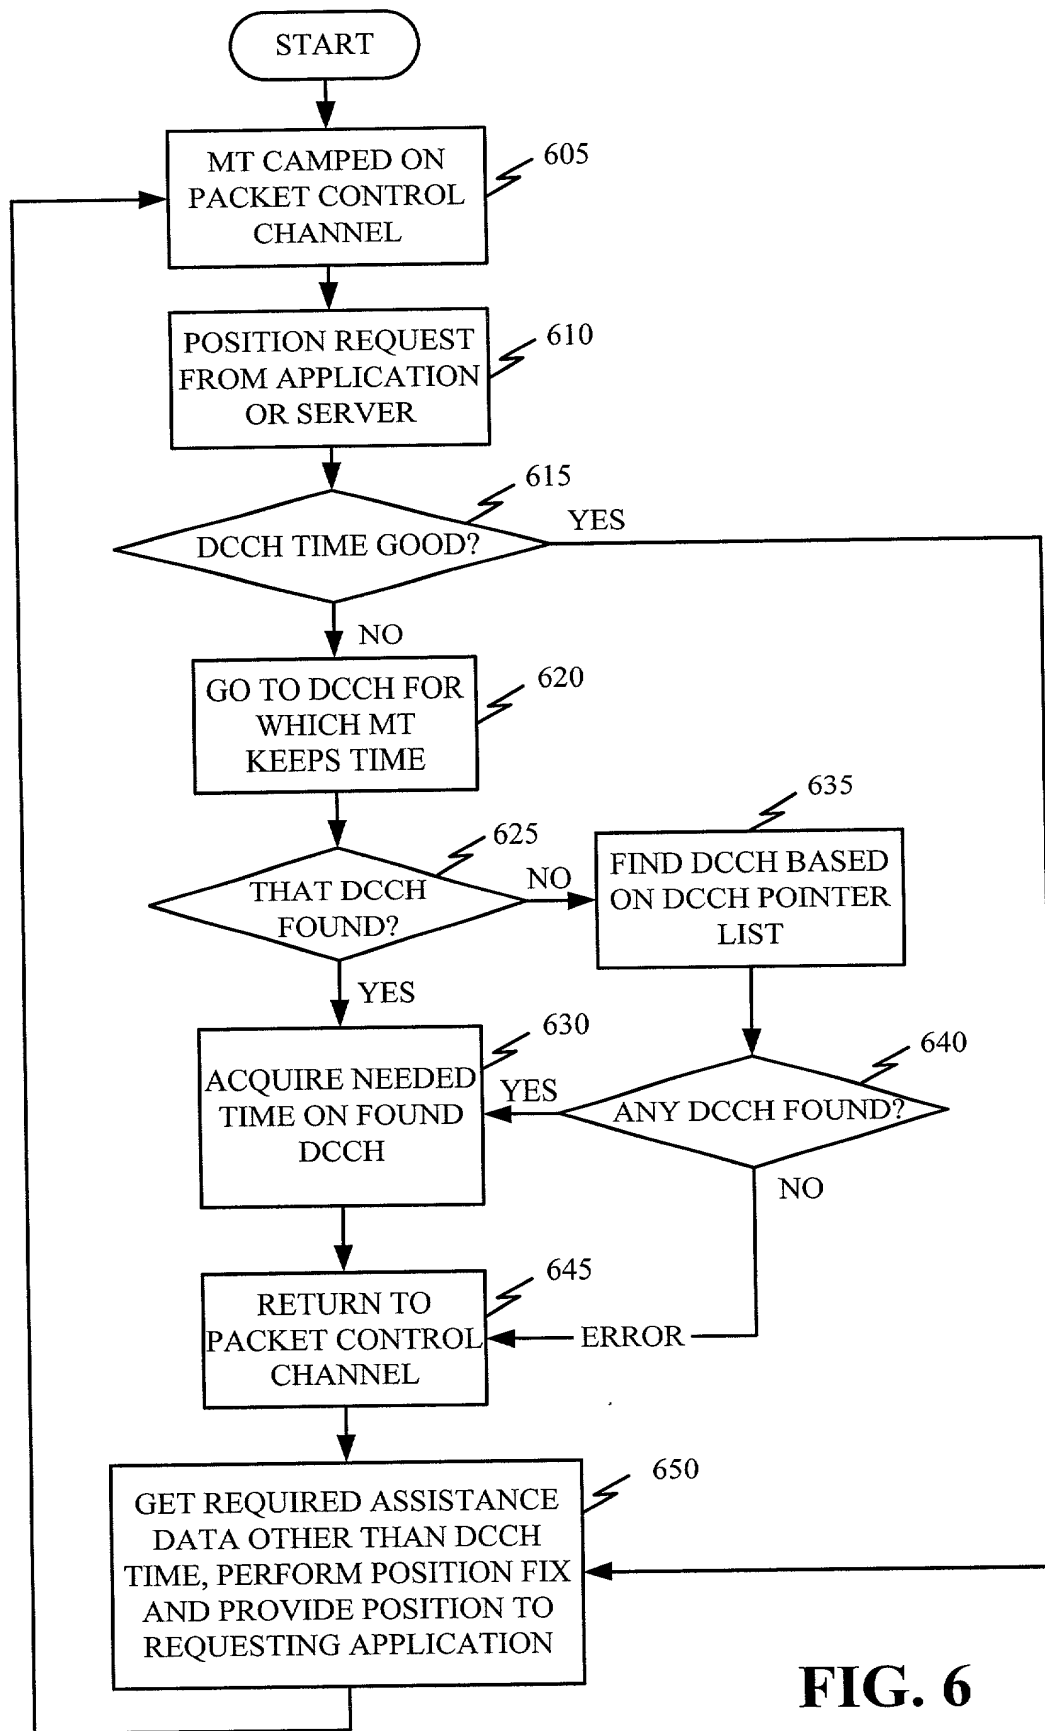 START
MT CAMPED ON
PACKET CONTROL
CHANNEL
605
POSITION REQUEST
FROM APPLICATION
OR SERVER
610
615
DCCH TIME GOOD?
YES
NO
GO TO DCCH FOR
WHICH MT
KEEPS TIME
620
625
THAT DCCH
FOUND?
NO
635
FIND DCCH BASED
ON DCCH POINTER
LIST
YES
630
ACQUIRE NEEDED
TIME ON FOUND
DCCH
YES
640
ANY DCCH FOUND?
NO
645
RETURN TO
PACKET CONTROL
CHANNEL
ERROR
650
GET REQUIRED ASSISTANCE
DATA OTHER THAN DCCH
TIME, PERFORM POSITION FIX
AND PROVIDE POSITION TO
REQUESTING APPLICATION
FIG. 6